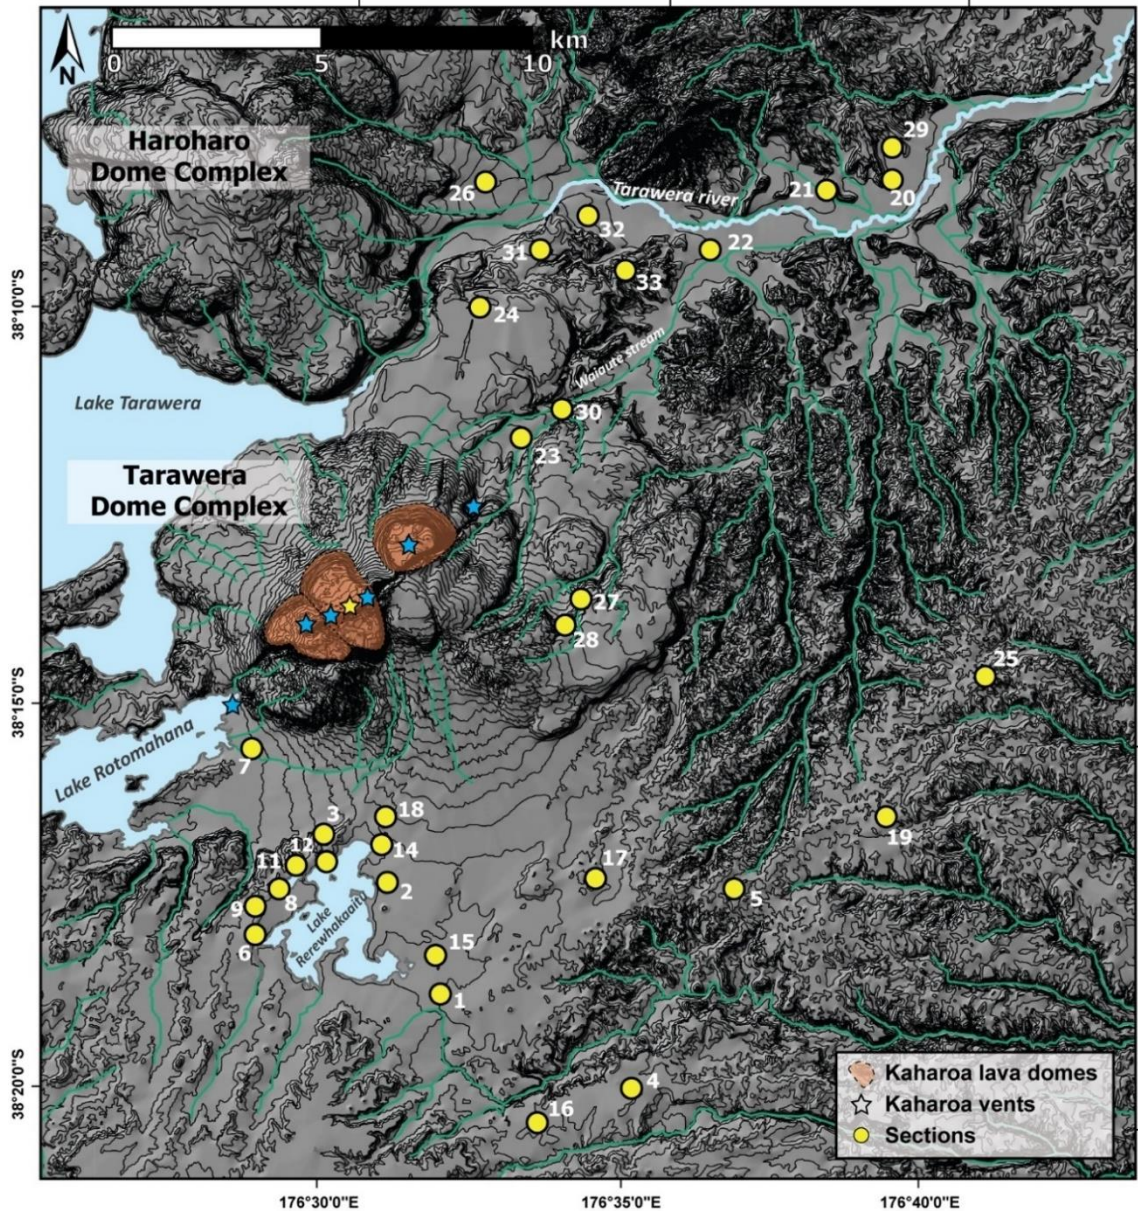 N
0 5 10 km
Haroharo
Dome Complex
29
26
Tarawera river
21
20
32
31
22
33
38°10'0"S
24
Waiaute stream
Lake Tarawera
30
23
Tarawera
Dome Complex
27
28
25
38°15'0"S
Lake Rotomahana
7
3
18
19
12
14
11
17
2
5
8
9
Lake
Rerewhakaaitu
6
15
1
38°20'0"S
4
16
Kaharoa lava domes
Kaharoa vents
Sections
176°30'0"E
176°35'0"E
176°40'0"E